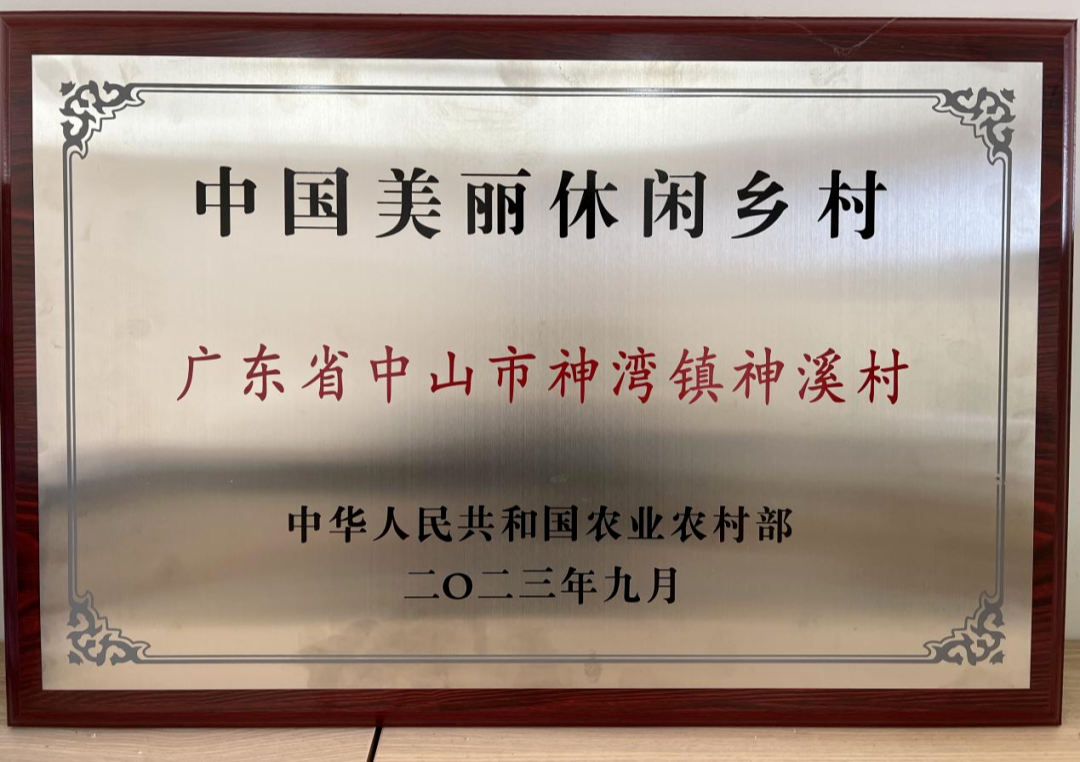 中国美丽休闲乡村
广东省中山市神湾镇神溪村
中华人民共和国农业农村部
二〇二三年九月